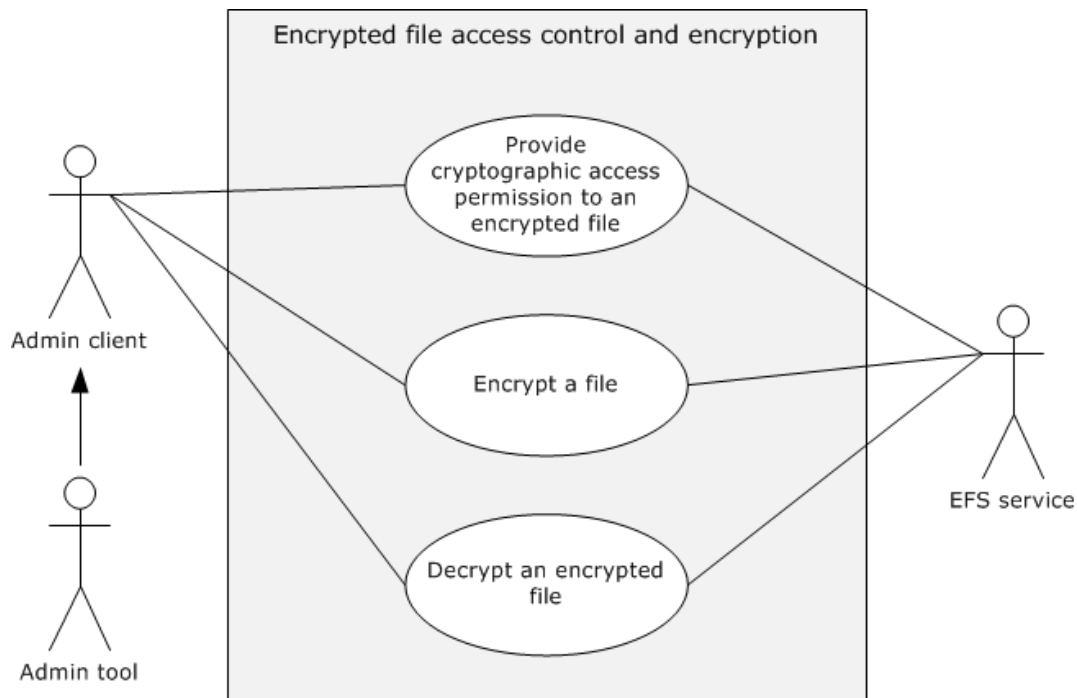 Encrypted file access control and encryption
Provide
cryptographic access
permission to an
encrypted file
Admin client
Encrypt a file
EFS service
Decrypt an encrypted
file
Admin tool